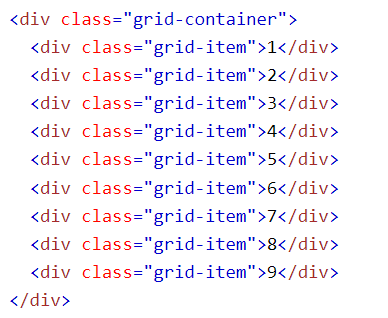 <div class="grid-container">
  <div class="grid-item">1</div>
  <div class="grid-item">2</div>
  <div class="grid-item">3</div>
  <div class="grid-item">4</div>
  <div class="grid-item">5</div>
  <div class="grid-item">6</div>
  <div class="grid-item">7</div>
  <div class="grid-item">8</div>
  <div class="grid-item">9</div>
</div>